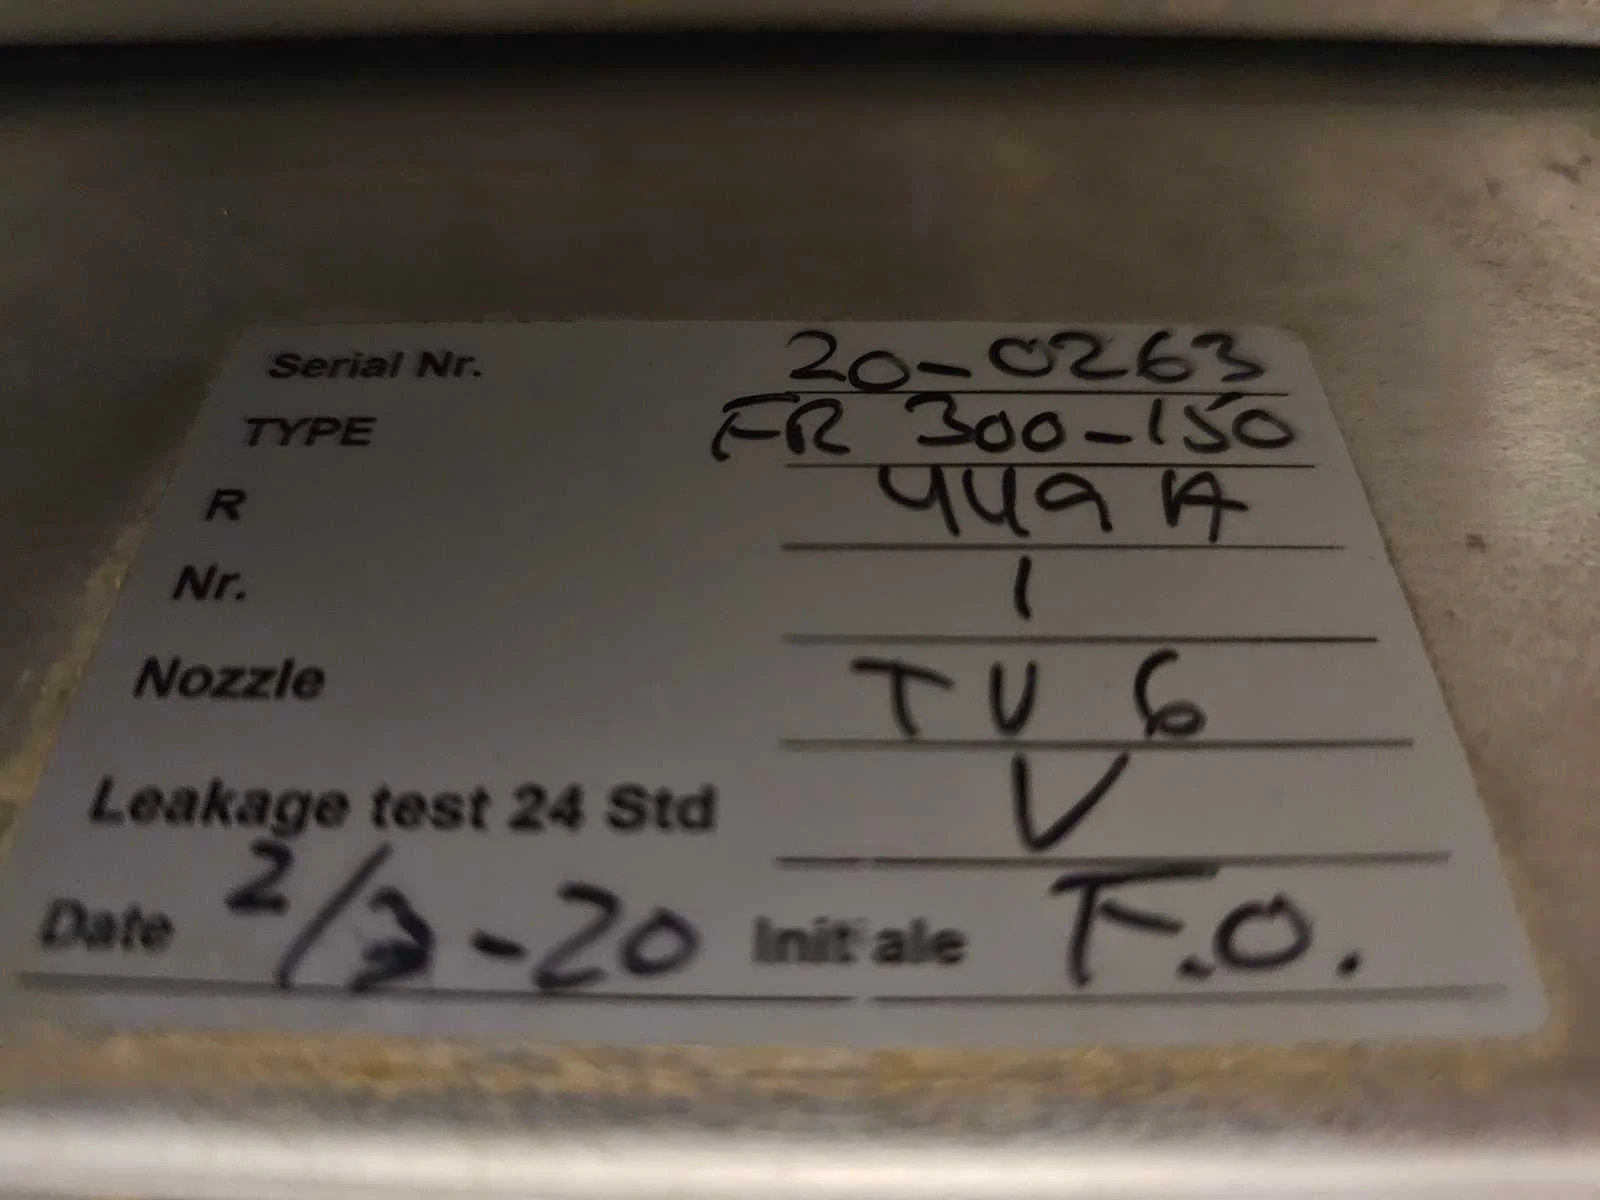 Serial Nr. 20-0263
TYPE FR 300-150
R 449 A
Nr. 1
Nozzle TU 6
Leakage test 24 Std V
Date 2/3-20 Initiale F.O.